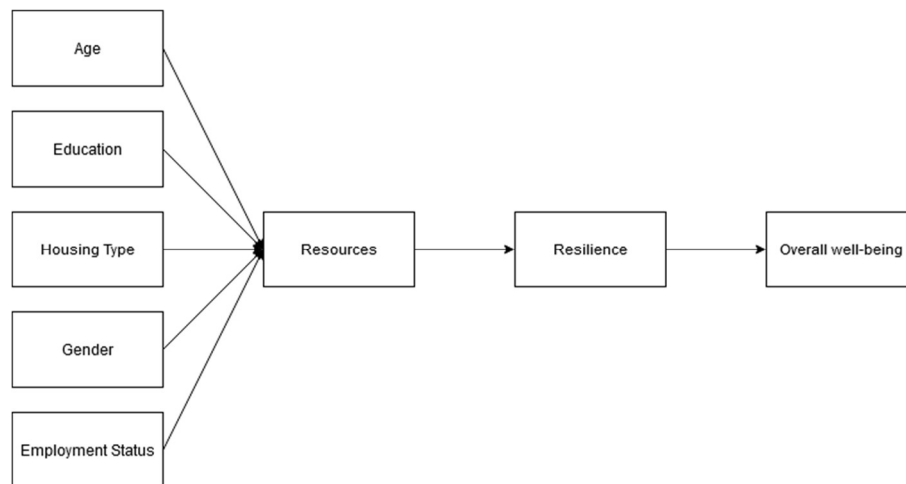 Age
Education
Housing Type
Resources
Resilience
Overall well-being
Gender
Employment Status